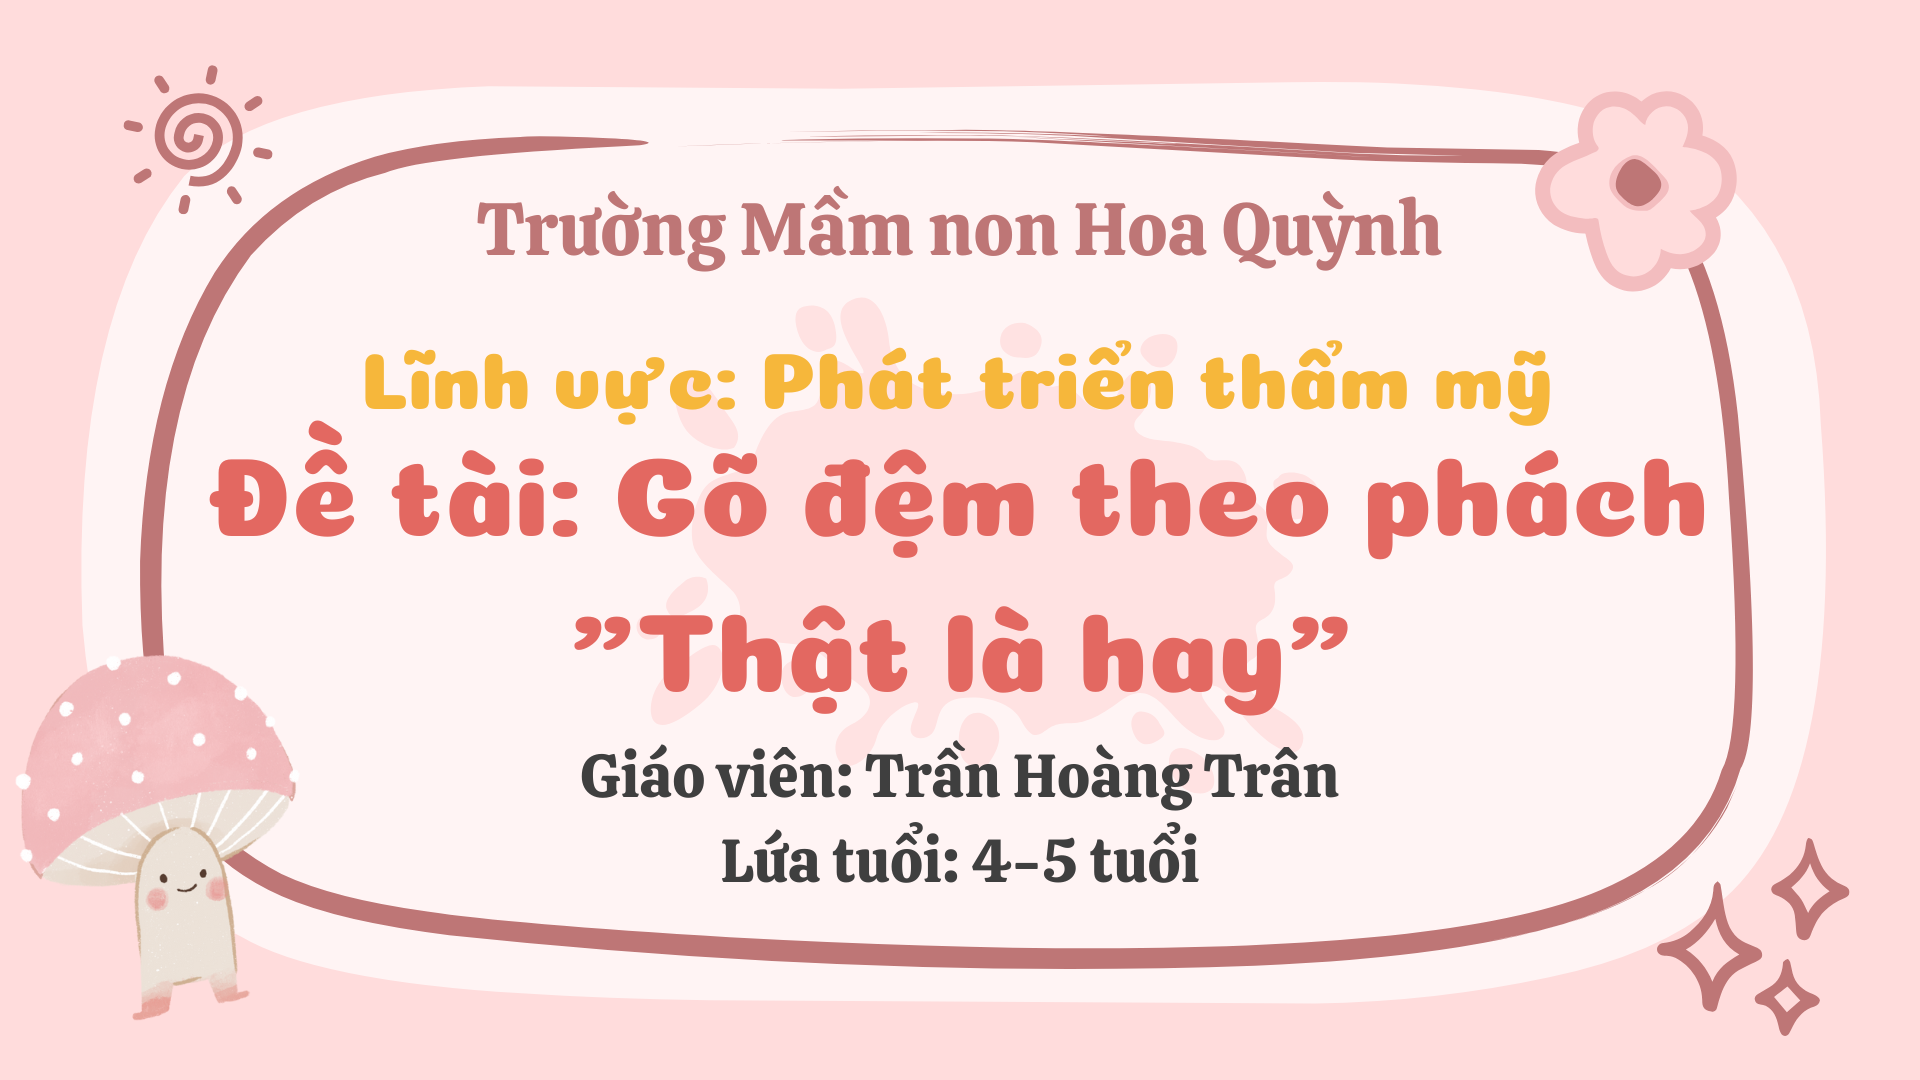 Trường Mầm non Hoa Quỳnh
Lĩnh vực: Phát triển thẩm mỹ
Đề tài: Gõ đệm theo phách
”Thật là hay”
Giáo viên: Trần Hoàng Trân
Lứa tuổi: 4-5 tuổi